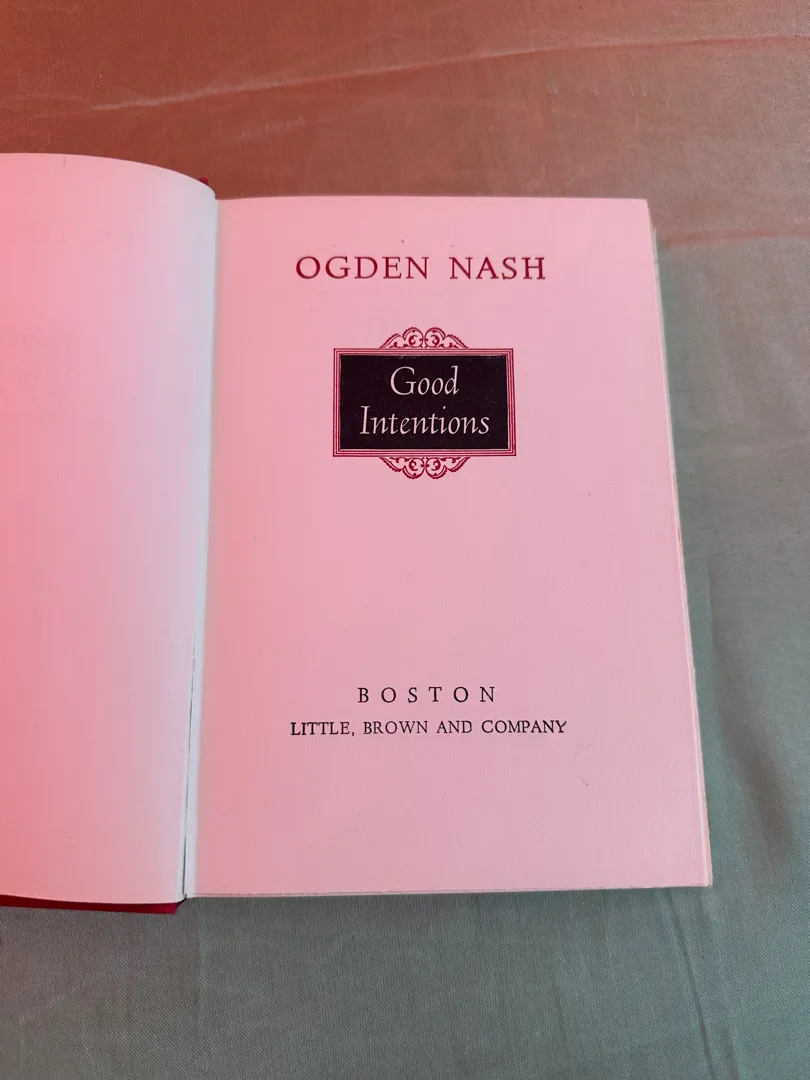 OGDEN NASH
Good
Intentions
BOSTON
LITTLE, BROWN AND COMPANY